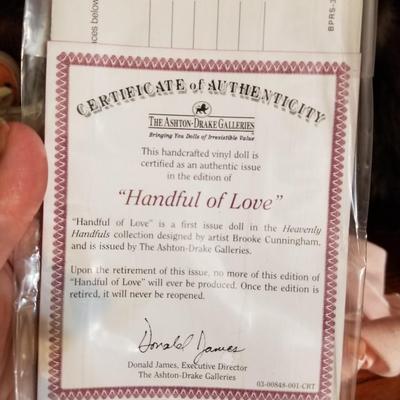 nces below
BPRS-
CERTIFICATE of AUTHENTICITY
THE ASHTON-DRAKE GALLERIES
Bringing You Dolls of Irresistible Value
This handcrafted vinyl doll is
certified as an authentic issue
in the edition of
"Handful of Love"
"Handful of Love" is a first issue doll in the Heavenly
Handfuls collection designed by artist Brooke Cunningham,
and is issued by The Ashton-Drake Galleries.
Upon the retirement of this issue, no more of this edition of
"Handful of Love" will ever be produced. Once the edition is
retired, it will never be reopened.
Donald James
Donald James, Executive Director
The Ashton-Drake Galleries
03-00848-001-CRT